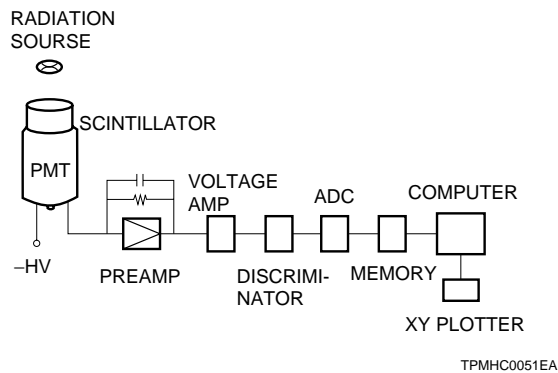 RADIATION
SOURSE
SCINTILLATOR
PMT
VOLTAGE
AMP
ADC
COMPUTER
–HV
PREAMP
DISCRIMI-
NATOR
MEMORY
XY PLOTTER
TPMHC0051EA